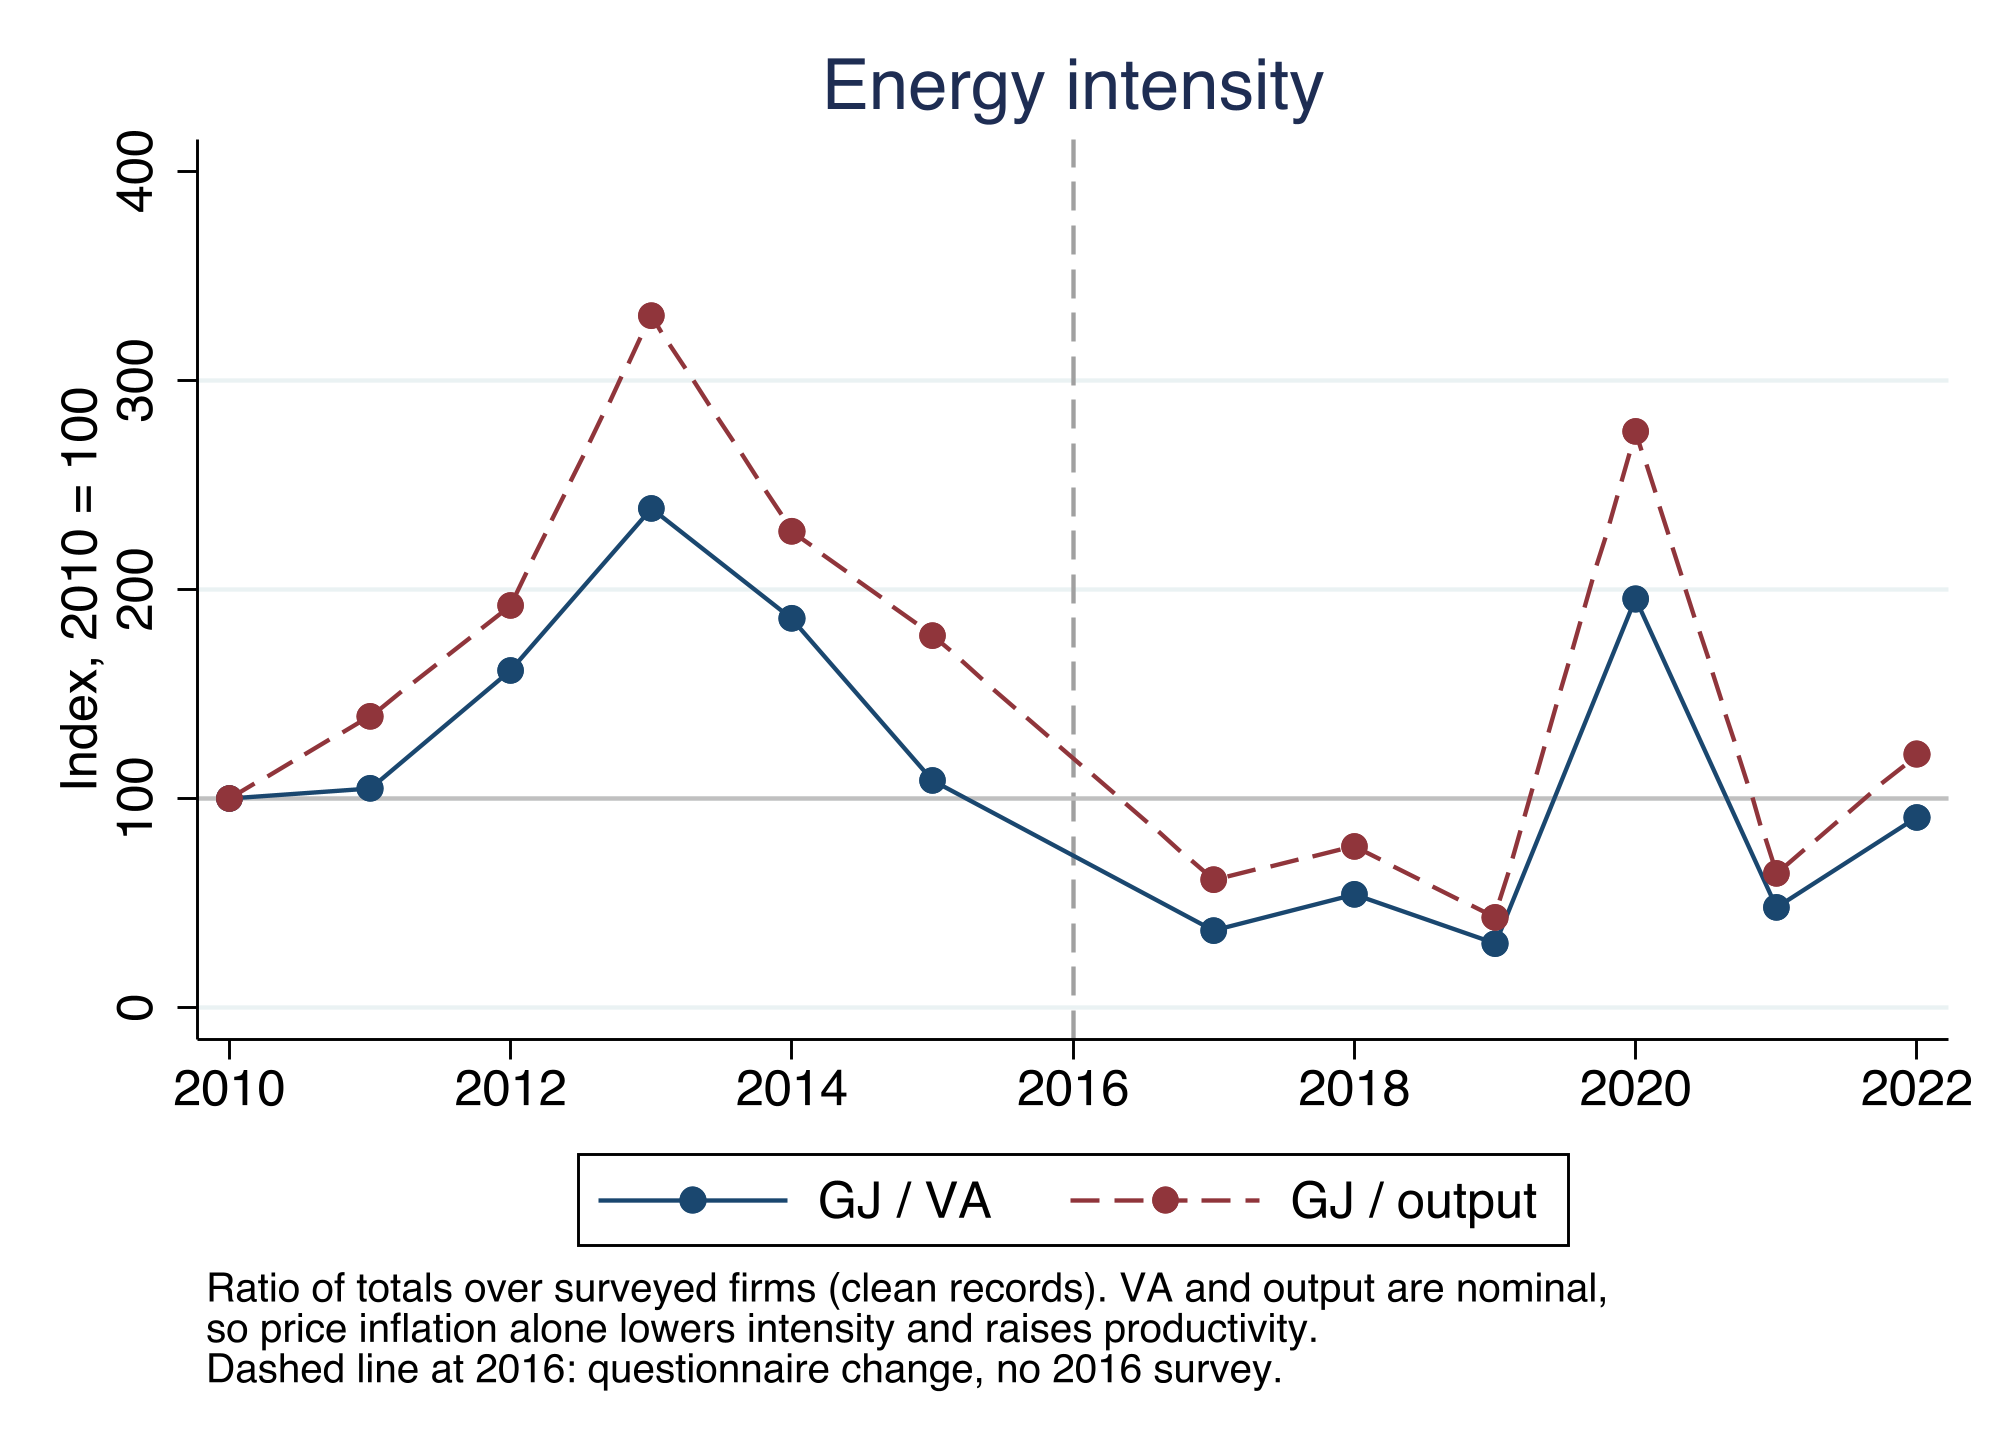 Energy intensity
Index, 2010 = 100
400
300
200
100
0
2010 2012 2014 2016 2018 2020 2022
GJ / VA GJ / output
Ratio of totals over surveyed firms (clean records). VA and output are nominal,
so price inflation alone lowers intensity and raises productivity.
Dashed line at 2016: questionnaire change, no 2016 survey.